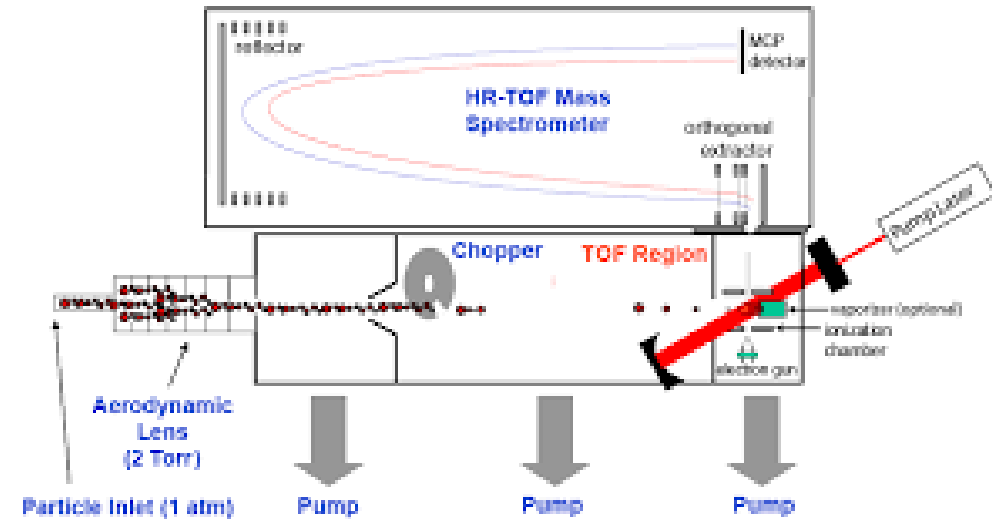 reflector
MCP
detector
HR-TOF Mass
Spectrometer
orthogonal
extractor
Pump Laser
Chopper
TOF Region
vaporizer (optional)
ionization
chamber
electron gun
Aerodynamic
Lens
(2 Torr)
Particle Inlet (1 atm)
Pump
Pump
Pump